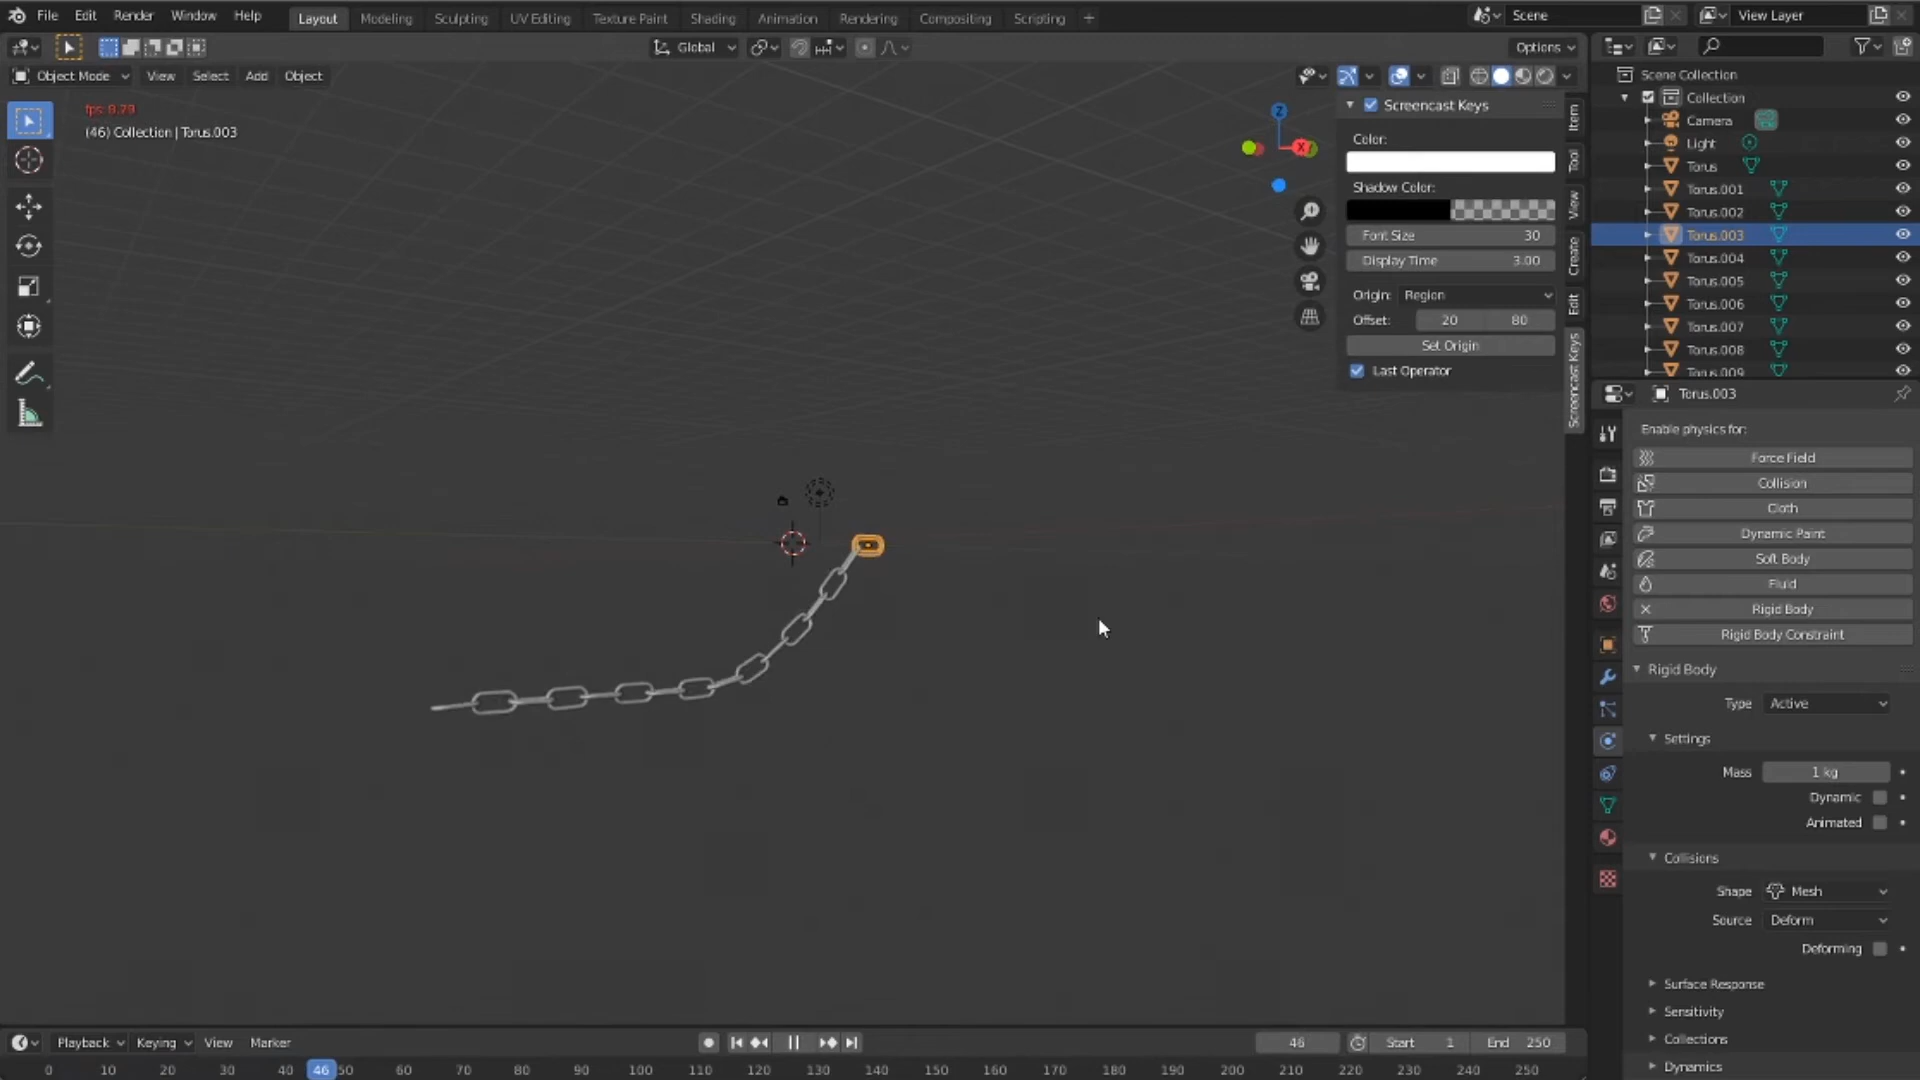 File Edit Render Window Help
Layout Modeling Sculpting UV Editing Texture Paint Shading Animation Rendering Compositing Scripting +
Scene
View Layer
Global
Options
Object Mode View Select Add Object
fps: 8.79
(46) Collection | Torus.003
Z
X
Screencast Keys
Color:
Shadow Color:
Font Size 30
Display Time 3.00
Origin: Region
Offset: 20 80
Set Origin
Last Operator
Item
Tool
View
Create
Edit
Screencast Keys
Scene Collection
Collection
Camera
Light
Torus
Torus.001
Torus.002
Torus.003
Torus.004
Torus.005
Torus.006
Torus.007
Torus.008
Torus.009
Torus.003
Enable physics for:
Force Field
Collision
Cloth
Dynamic Paint
Soft Body
Fluid
Rigid Body
Rigid Body Constraint
Rigid Body
Type Active
Settings
Mass 1 kg
Dynamic
Animated
Collisions
Shape Mesh
Source Deform
Deforming
Surface Response
Sensitivity
Collections
Dynamics
Playback Keying View Marker
46 Start 1 End 250
0 10 20 30 40 46 50 60 70 80 90 100 110 120 130 140 150 160 170 180 190 200 210 220 230 240 250